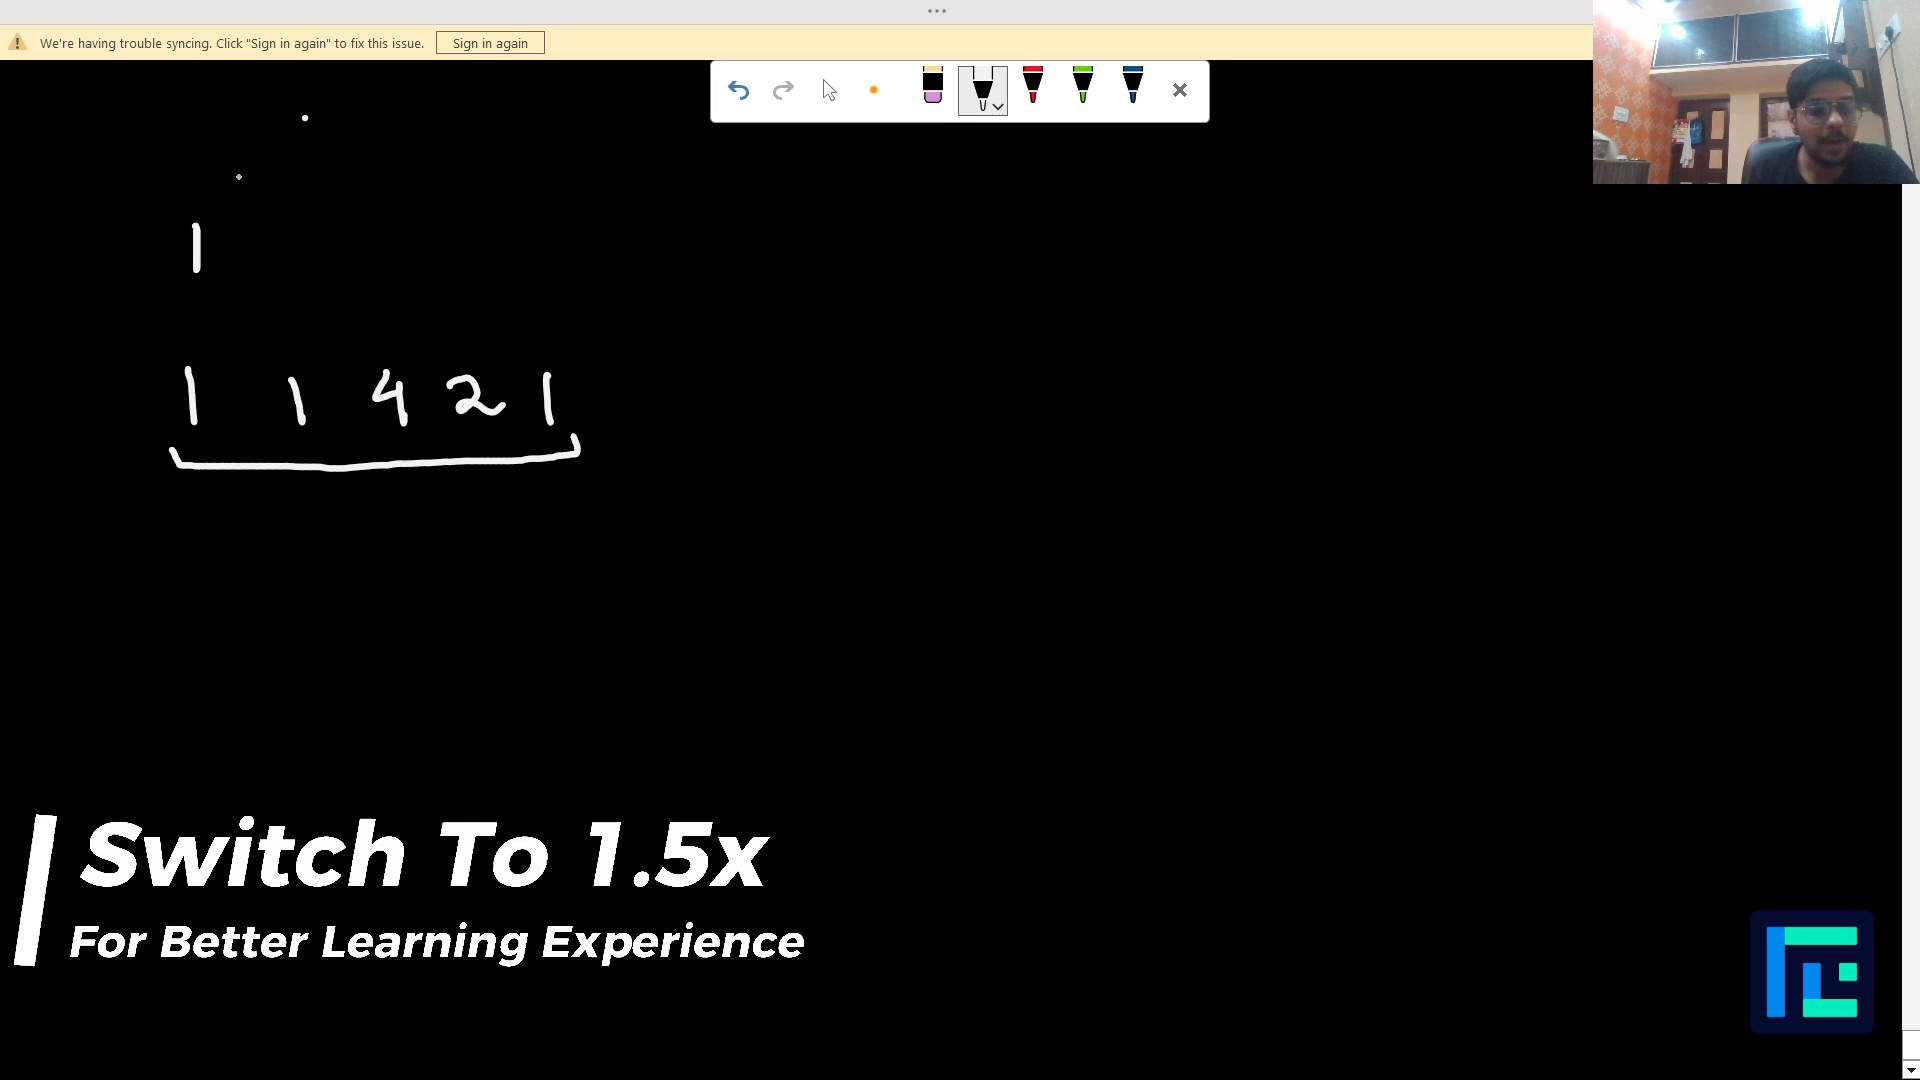 We're having trouble syncing. Click "Sign in again" to fix this issue. Sign in again
1
1 1 4 2 1
Switch To 1.5x
For Better Learning Experience